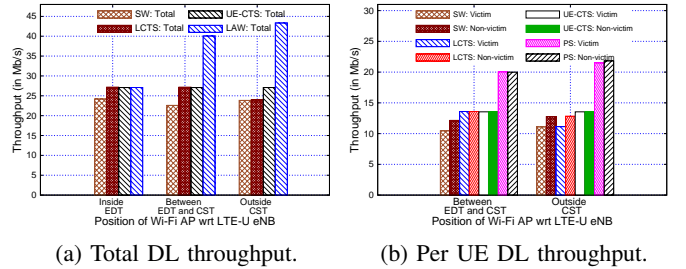 SW: Total
UE-CTS: Total
LCTS: Total
LAW: Total
Throughput (in Mb/s)
45
40
35
30
25
20
15
10
5
0
Inside
EDT
Between
EDT and CST
Outside
CST
Position of Wi-Fi AP wrt LTE-U eNB
(a) Total DL throughput.
SW: Victim
UE-CTS: Victim
SW: Non-victim
UE-CTS: Non-victim
LCTS: Victim
PS: Victim
LCTS: Non-victim
PS: Non-victim
Throughput (in Mb/s)
30
25
20
15
10
5
0
Between
EDT and CST
Outside
CST
Position of Wi-Fi AP wrt LTE-U eNB
(b) Per UE DL throughput.